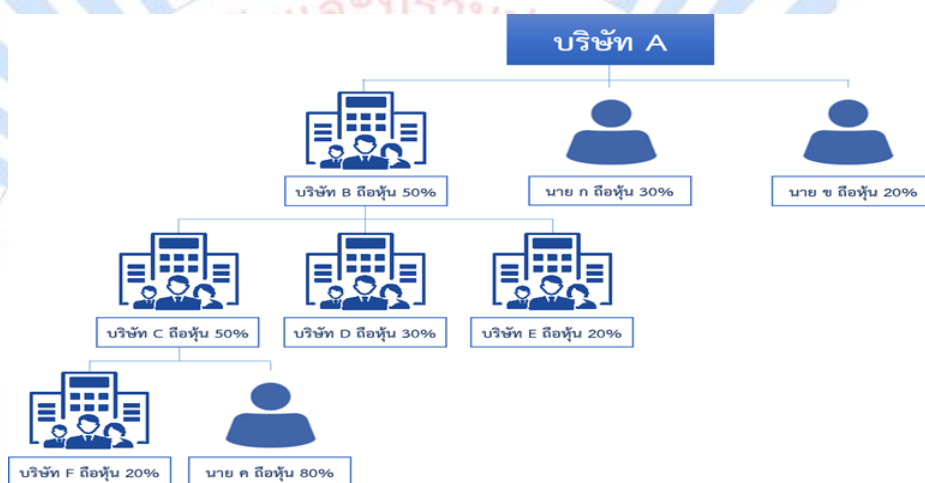 บริษัท A
บริษัท B ถือหุ้น 50%
นาย ก ถือหุ้น 30%
นาย ข ถือหุ้น 20%
บริษัท C ถือหุ้น 50%
บริษัท D ถือหุ้น 30%
บริษัท E ถือหุ้น 20%
บริษัท F ถือหุ้น 20%
นาย ค ถือหุ้น 80%